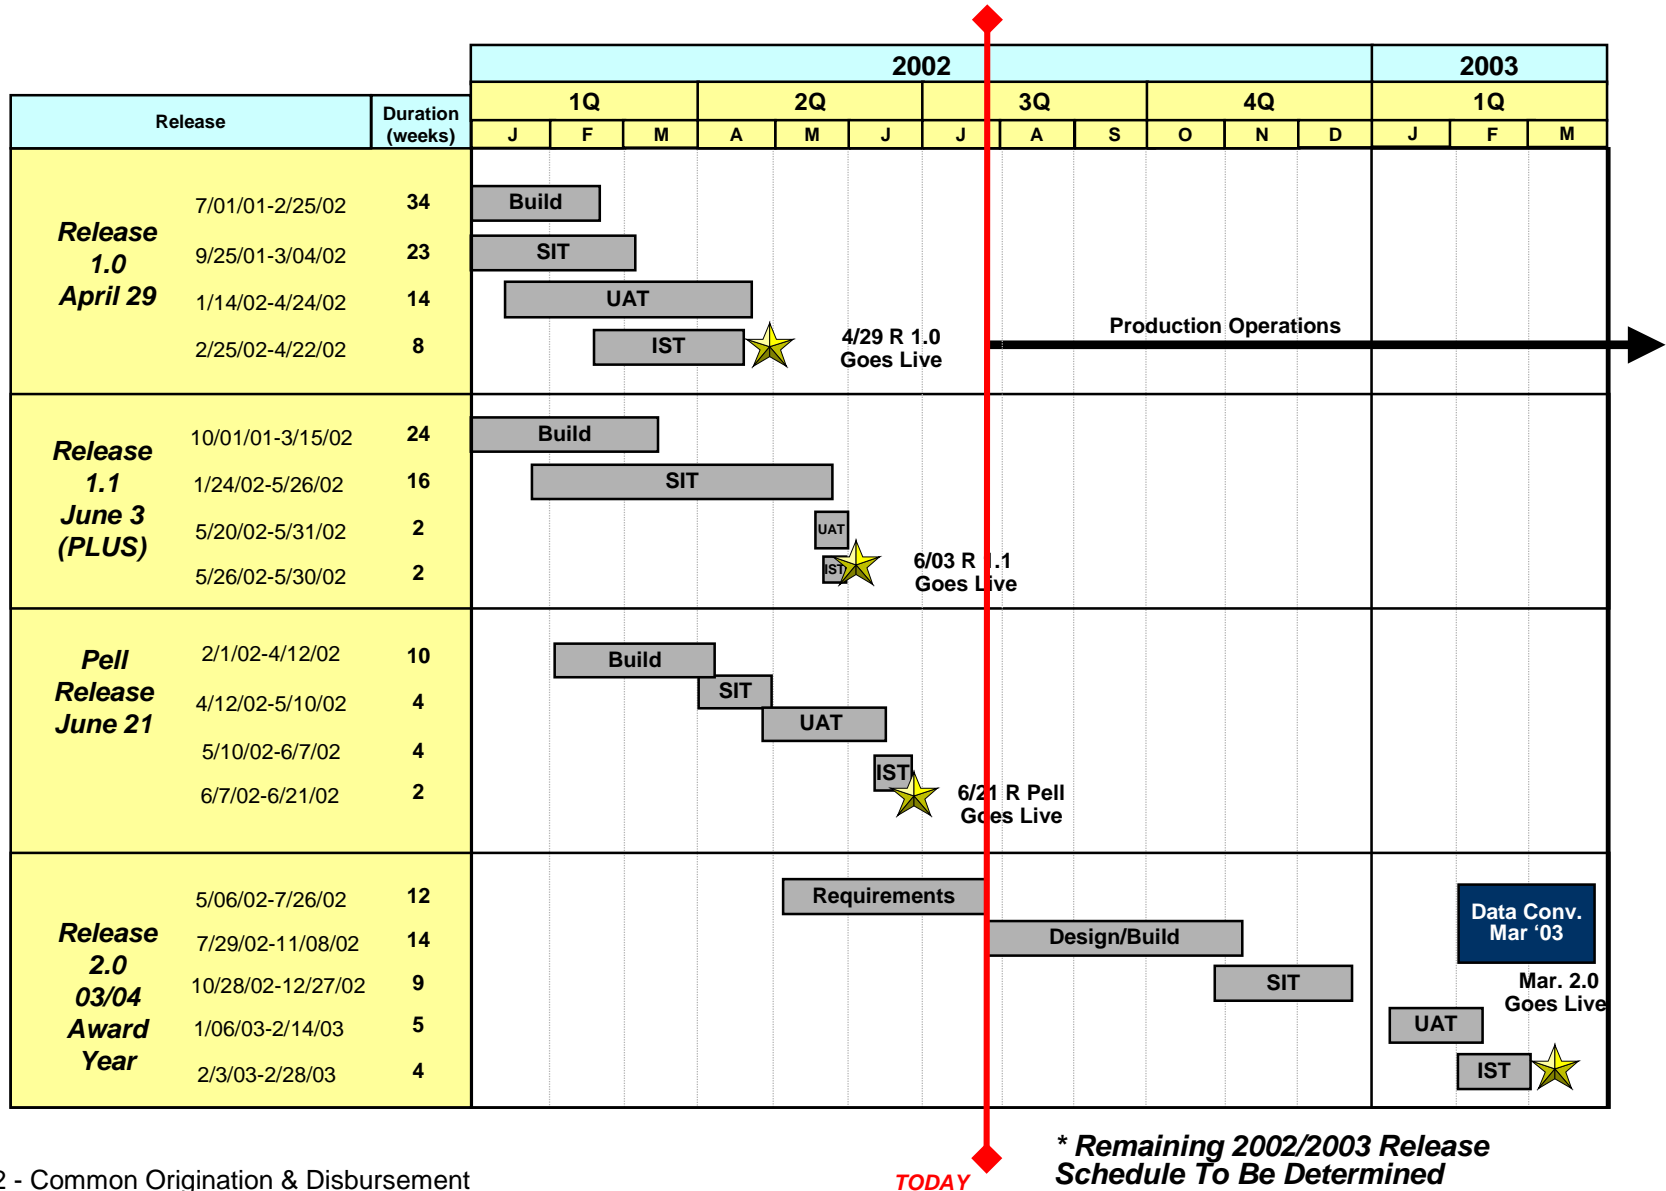 2002
2003
Release
Duration
(weeks)
1Q
2Q
3Q
4Q
1Q
J F M A M J J A S O N D J F M
Release
1.0
April 29
7/01/01-2/25/02 34
9/25/01-3/04/02 23
1/14/02-4/24/02 14
2/25/02-4/22/02 8
Build
SIT
UAT
IST
4/29 R 1.0
Goes Live
Production Operations
Release
1.1
June 3
(PLUS)
10/01/01-3/15/02 24
1/24/02-5/26/02 16
5/20/02-5/31/02 2
5/26/02-5/30/02 2
Build
SIT
UAT
IST
6/03 R 1.1
Goes Live
Pell
Release
June 21
2/1/02-4/12/02 10
4/12/02-5/10/02 4
5/10/02-6/7/02 4
6/7/02-6/21/02 2
Build
SIT
UAT
IST
6/21 R Pell
Goes Live
Release
2.0
03/04
Award
Year
5/06/02-7/26/02 12
7/29/02-11/08/02 14
10/28/02-12/27/02 9
1/06/03-2/14/03 5
2/3/03-2/28/03 4
Requirements
Design/Build
SIT
Data Conv.
Mar ‘03
Mar. 2.0
Goes Live
UAT
IST
* Remaining 2002/2003 Release
Schedule To Be Determined
TODAY
2 - Common Origination & Disbursement